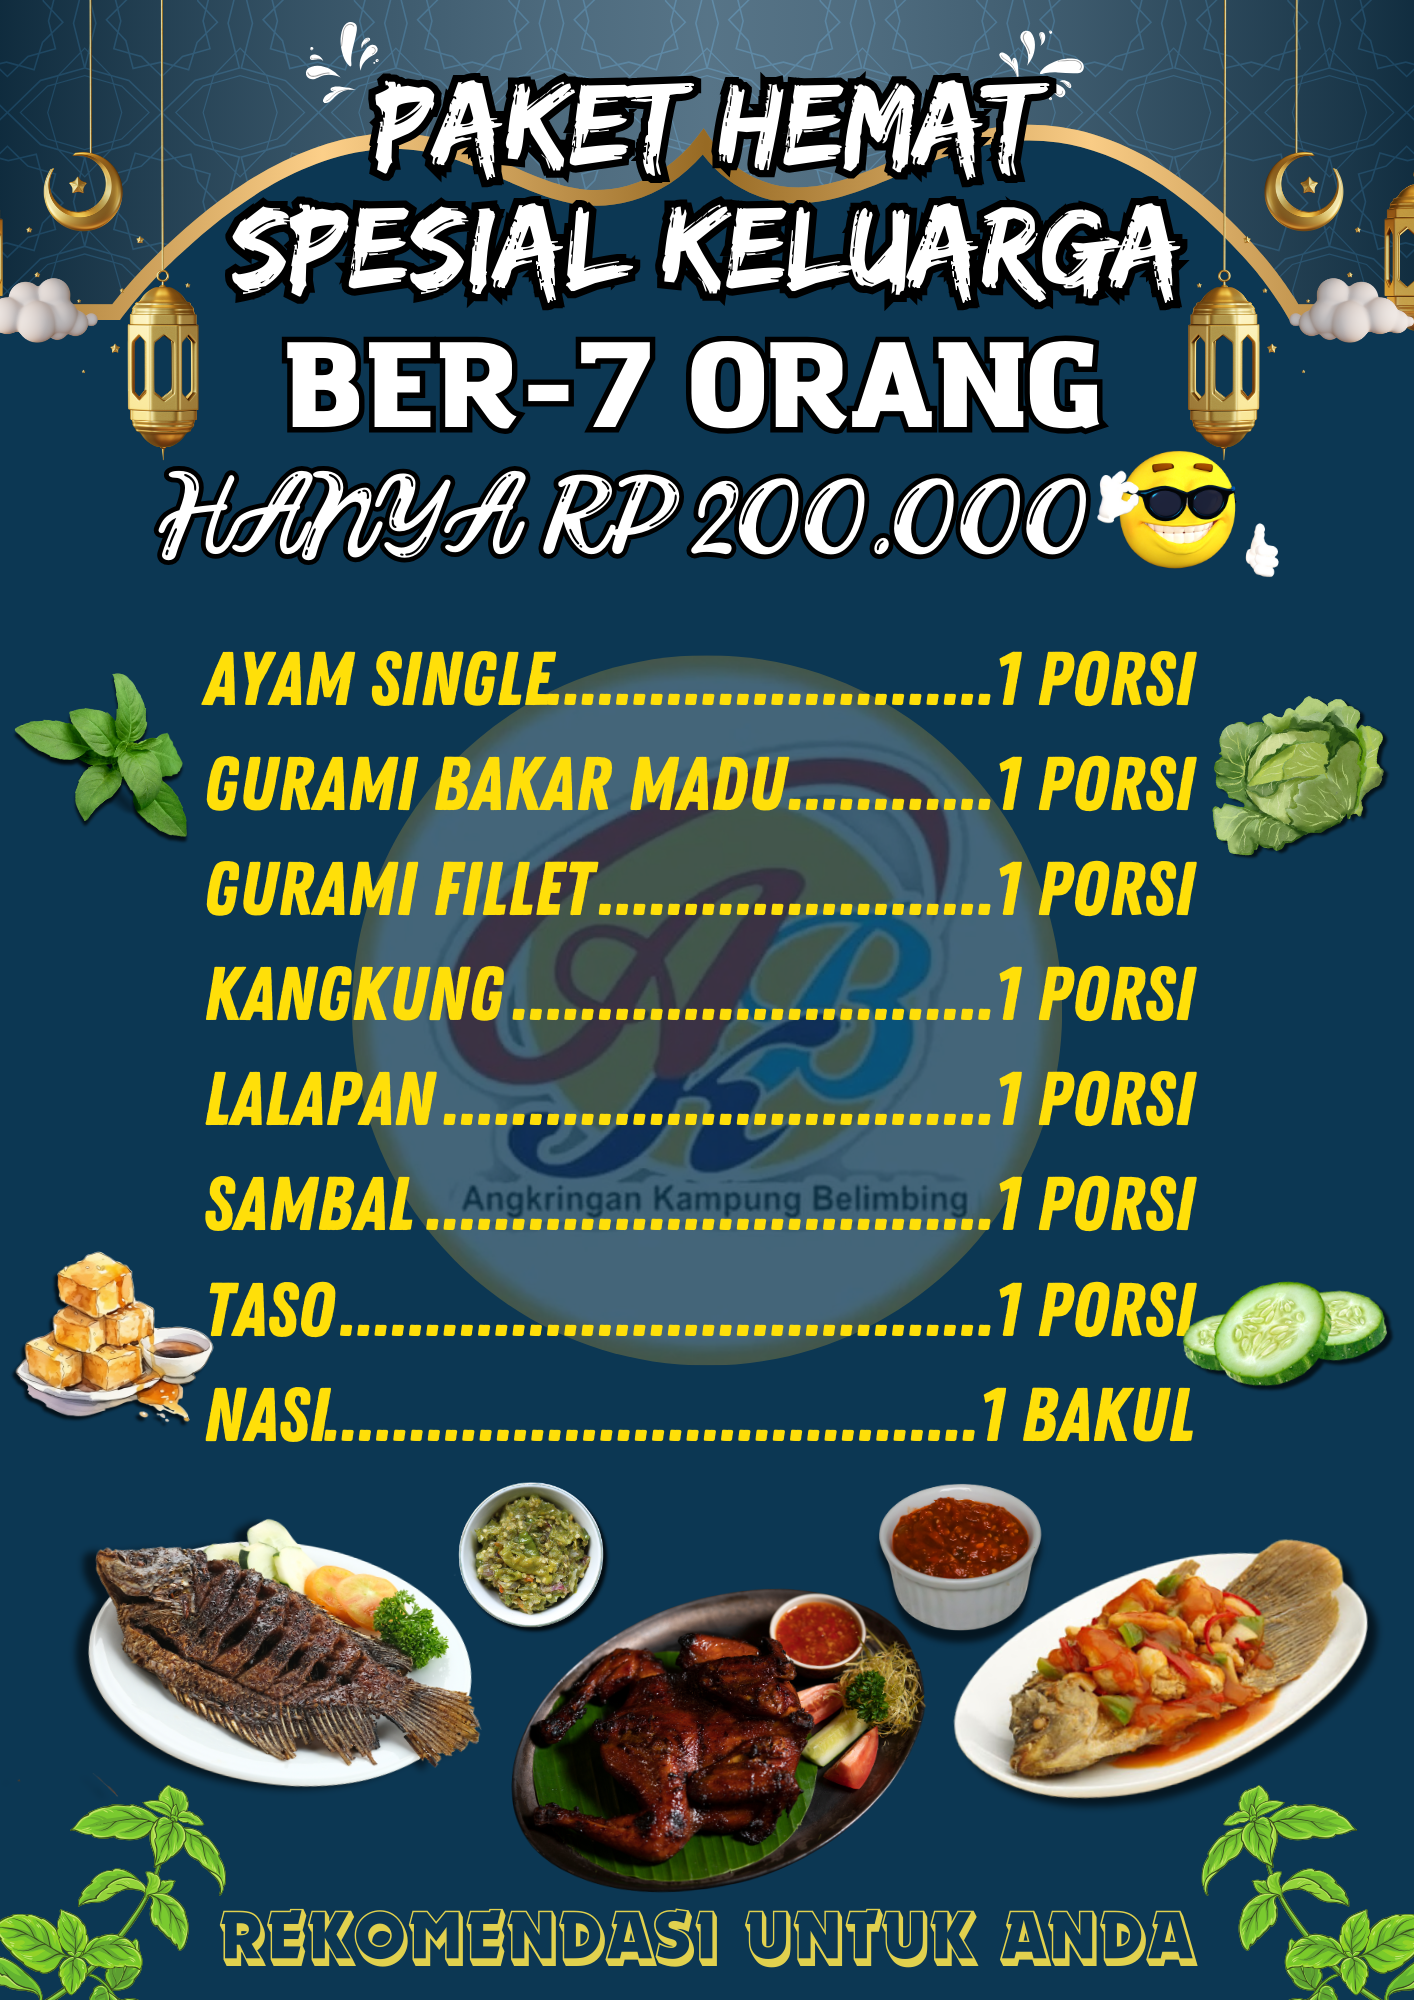 PAKET HEMAT
SPESIAL KELUARGA
BER-7 ORANG
HANYA RP 200.000
AYAM SINGLE.........................1 PORSI
GURAMI BAKAR MADU............1 PORSI
GURAMI FILLET.......................1 PORSI
KANGKUNG............................1 PORSI
LALAPAN................................1 PORSI
SAMBAL.................................1 PORSI
TASO......................................1 PORSI
NASI......................................1 BAKUL
AKB
Angkringan Kampung Belimbing
REKOMENDASI UNTUK ANDA